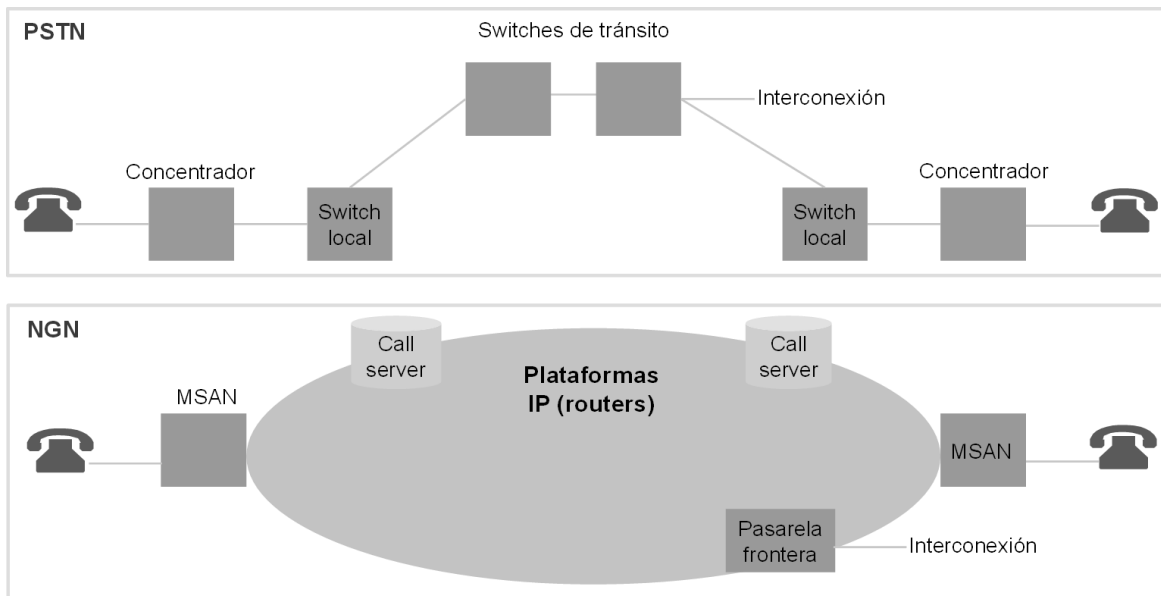 PSTN
Switches de tránsito
Interconexión
Concentrador
Concentrador
Switch
local
Switch
local
NGN
Call
server
Call
server
Plataformas
IP (routers)
MSAN
MSAN
Pasarela
frontera
Interconexión